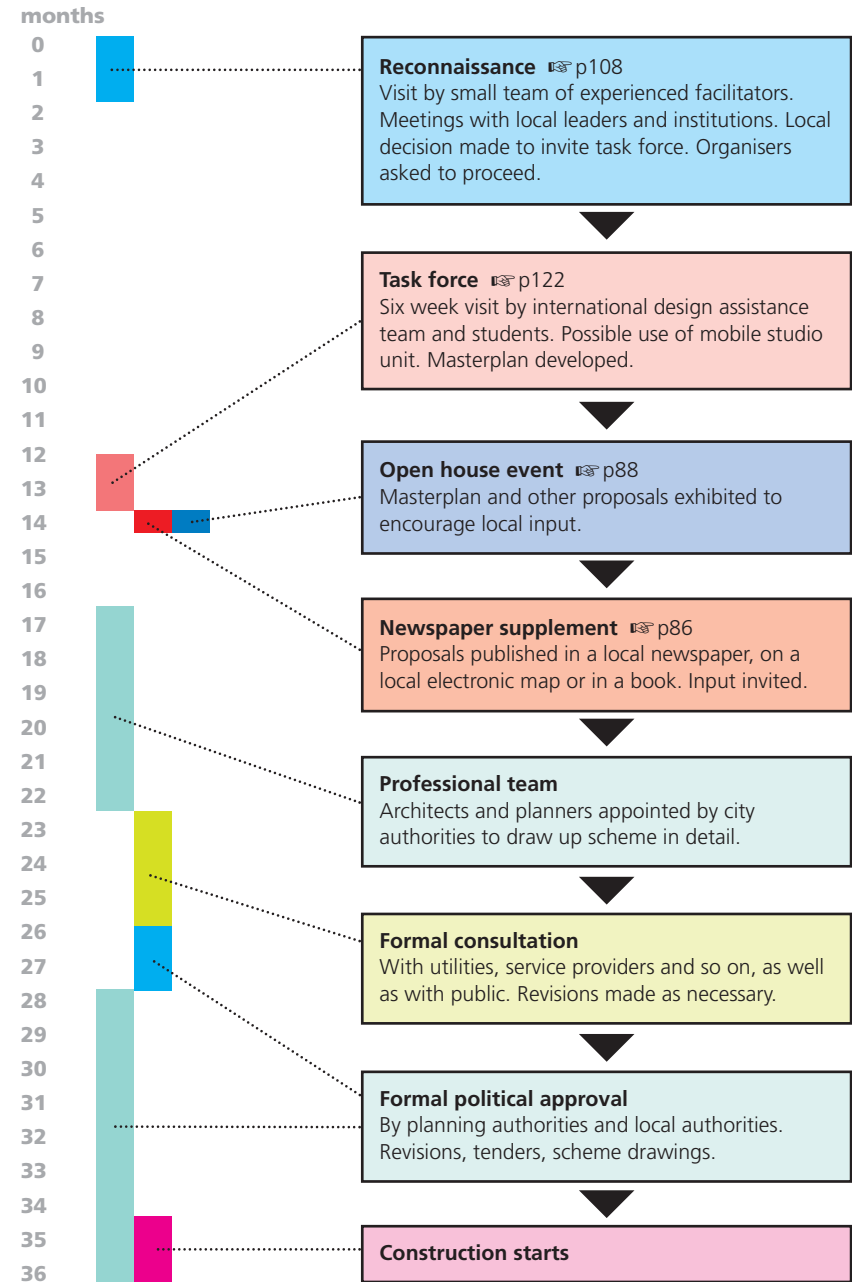 months
0
1
2
3
4
5
6
7
8
9
10
11
12
13
14
15
16
17
18
19
20
21
22
23
24
25
26
27
28
29
30
31
32
33
34
35
36
Reconnaissance ☞ p108
Visit by small team of experienced facilitators.
Meetings with local leaders and institutions. Local
decision made to invite task force. Organisers
asked to proceed.
Task force ☞ p122
Six week visit by international design assistance
team and students. Possible use of mobile studio
unit. Masterplan developed.
Open house event ☞ p88
Masterplan and other proposals exhibited to
encourage local input.
Newspaper supplement ☞ p86
Proposals published in a local newspaper, on a
local electronic map or in a book. Input invited.
Professional team
Architects and planners appointed by city
authorities to draw up scheme in detail.
Formal consultation
With utilities, service providers and so on, as well
as with public. Revisions made as necessary.
Formal political approval
By planning authorities and local authorities.
Revisions, tenders, scheme drawings.
Construction starts